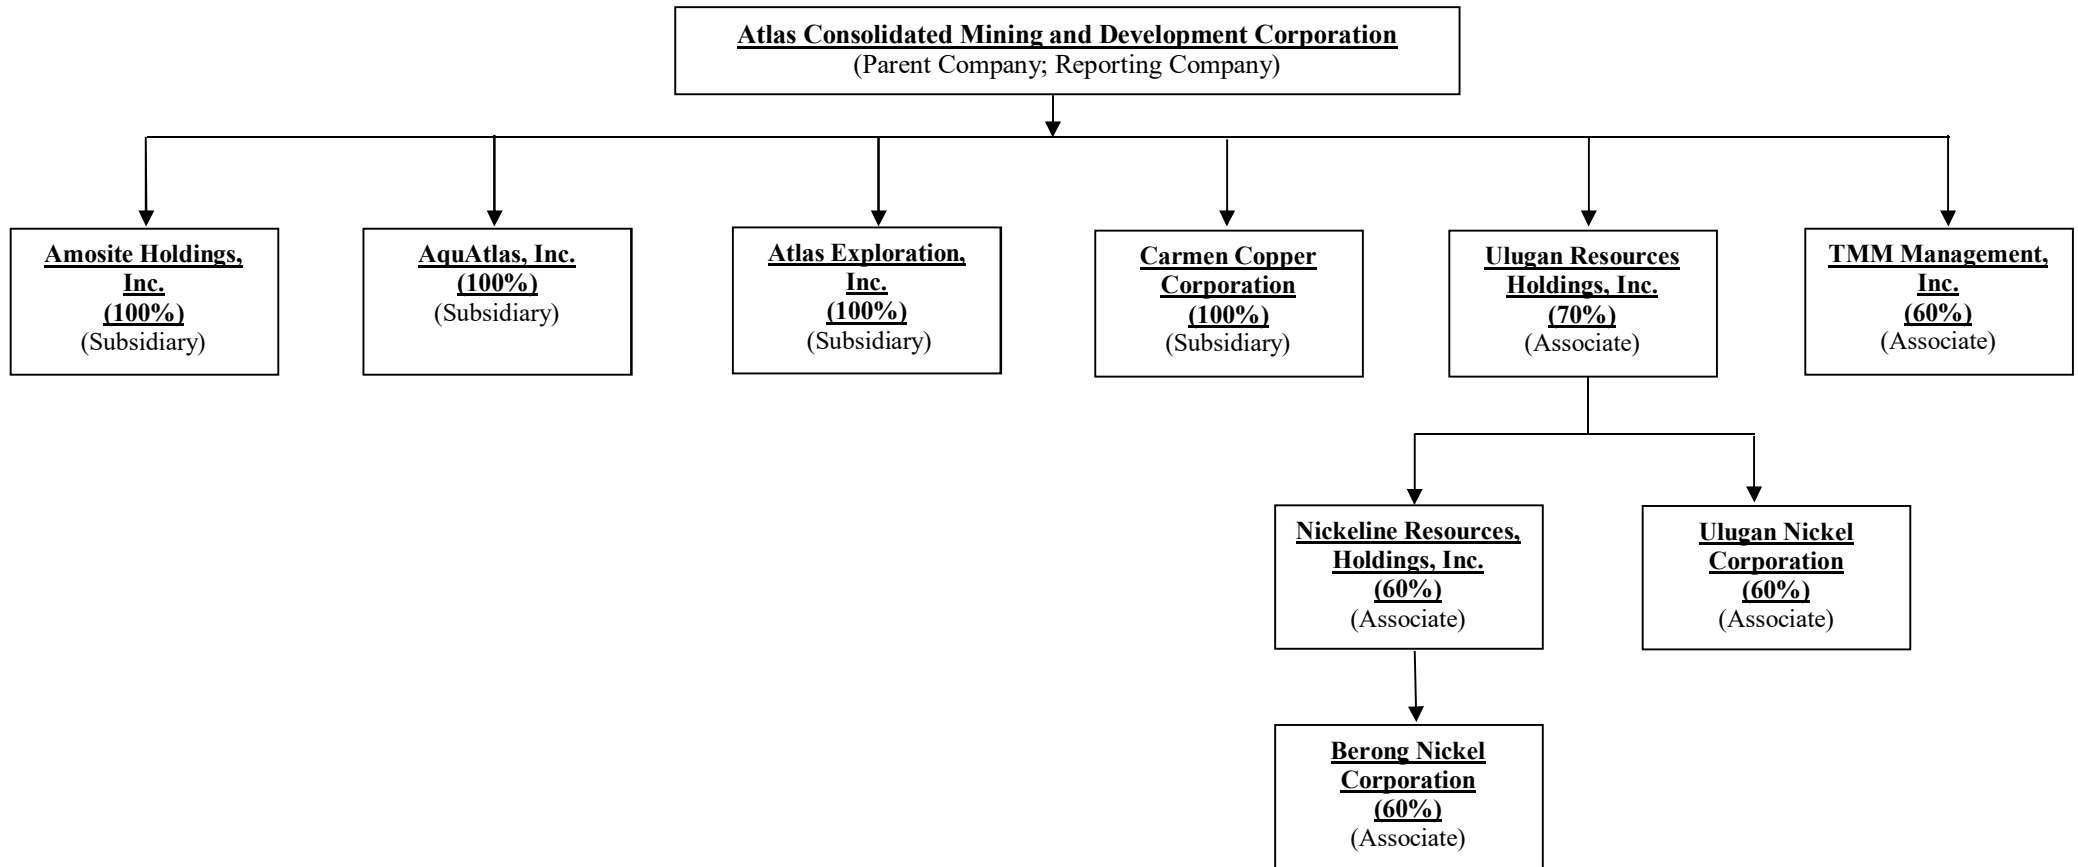 Atlas Consolidated Mining and Development Corporation
(Parent Company; Reporting Company)
Amosite Holdings,
Inc.
(100%)
(Subsidiary)
AquAtlas, Inc.
(100%)
(Subsidiary)
Atlas Exploration,
Inc.
(100%)
(Subsidiary)
Carmen Copper
Corporation
(100%)
(Subsidiary)
Ulugan Resources
Holdings, Inc.
(70%)
(Associate)
TMM Management,
Inc.
(60%)
(Associate)
Nickeline Resources,
Holdings, Inc.
(60%)
(Associate)
Ulugan Nickel
Corporation
(60%)
(Associate)
Berong Nickel
Corporation
(60%)
(Associate)